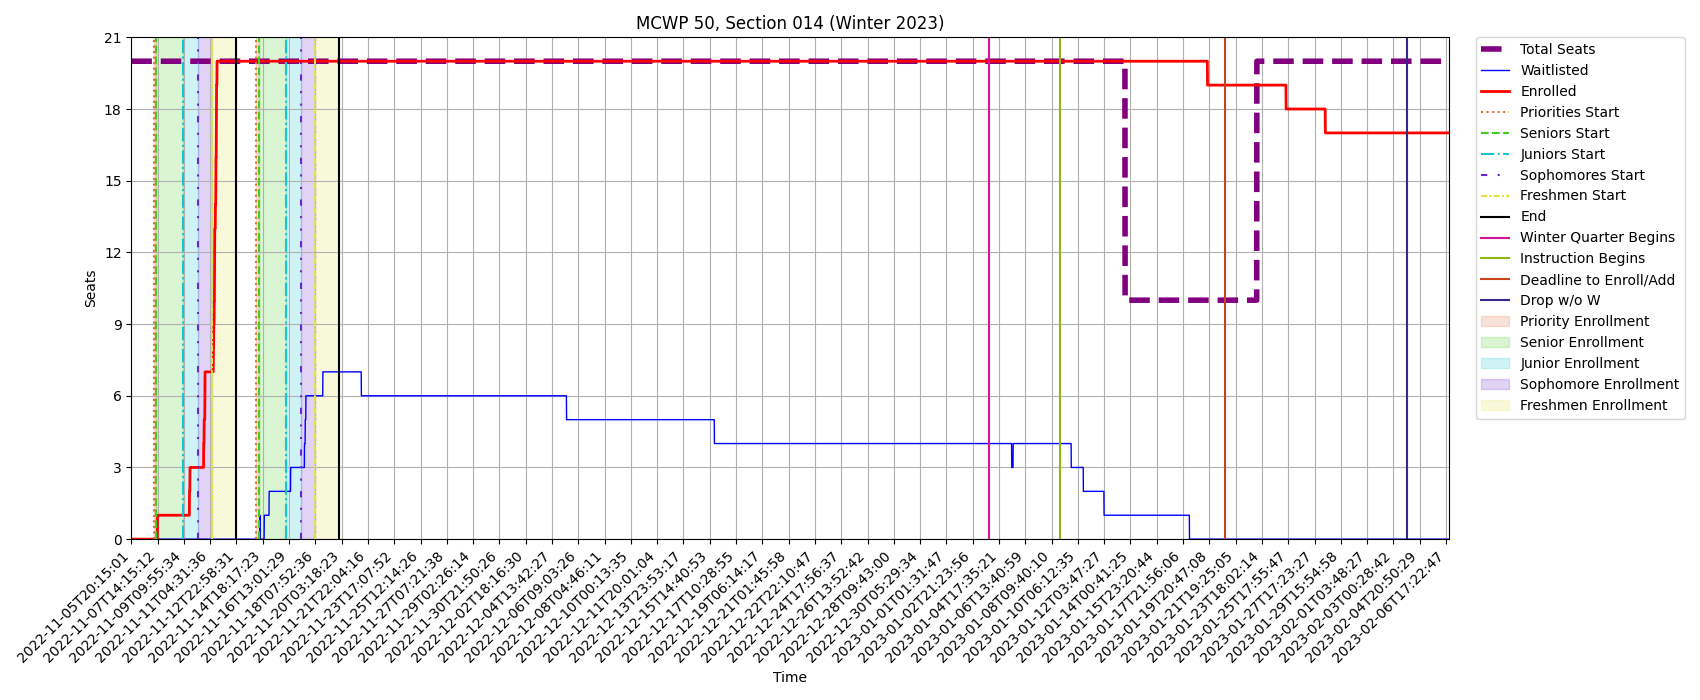 MCWP 50, Section 014 (Winter 2023)
21
18
15
12
9
6
3
0
Seats
2022-11-05T20:15:01
2022-11-07T14:15:12
2022-11-09T09:55:34
2022-11-11T04:31:36
2022-11-12T22:58:31
2022-11-14T18:17:23
2022-11-16T13:01:29
2022-11-18T07:52:36
2022-11-20T03:18:23
2022-11-21T22:04:16
2022-11-23T17:07:52
2022-11-25T12:14:26
2022-11-27T07:21:38
2022-11-29T02:26:14
2022-11-30T21:50:26
2022-12-02T18:16:30
2022-12-04T13:42:27
2022-12-06T09:03:26
2022-12-08T04:46:11
2022-12-10T00:13:35
2022-12-11T20:01:04
2022-12-13T23:53:17
2022-12-15T14:40:53
2022-12-17T10:28:55
2022-12-19T06:14:17
2022-12-21T01:45:58
2022-12-22T22:10:47
2022-12-24T17:56:37
2022-12-26T13:52:42
2022-12-28T09:43:00
2022-12-30T05:29:34
2023-01-01T01:31:47
2023-01-02T21:23:56
2023-01-04T17:35:21
2023-01-06T13:40:59
2023-01-08T09:40:10
2023-01-10T06:12:35
2023-01-12T03:47:27
2023-01-14T00:41:25
2023-01-15T23:20:44
2023-01-17T21:56:06
2023-01-19T20:47:08
2023-01-21T19:25:05
2023-01-23T18:02:14
2023-01-25T17:55:47
2023-01-27T17:23:27
2023-01-29T15:54:58
2023-02-01T03:48:27
2023-02-03T00:28:42
2023-02-04T20:50:29
2023-02-06T17:22:47
Time
Total Seats
Waitlisted
Enrolled
Priorities Start
Seniors Start
Juniors Start
Sophomores Start
Freshmen Start
End
Winter Quarter Begins
Instruction Begins
Deadline to Enroll/Add
Drop w/o W
Priority Enrollment
Senior Enrollment
Junior Enrollment
Sophomore Enrollment
Freshmen Enrollment